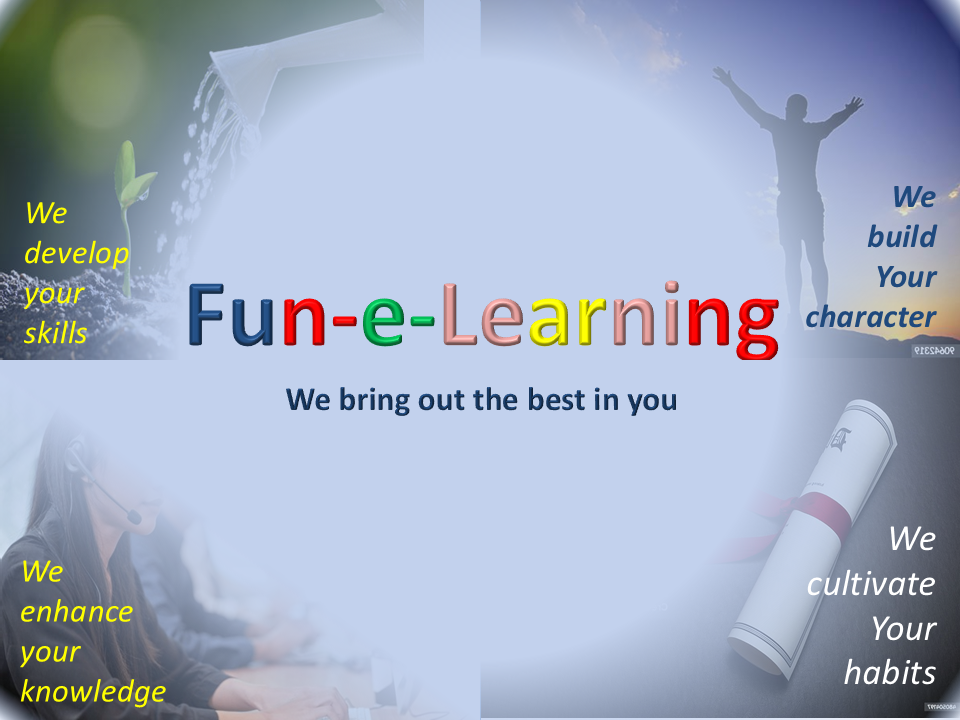 We
develop
your
skills
We
build
Your
character
90642319
Fun-e-Learning
We bring out the best in you
We
enhance
your
knowledge
We
cultivate
Your
habits